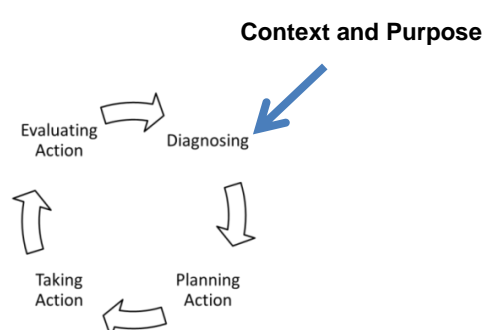 Context and Purpose
Evaluating
Action
Diagnosing
Planning
Action
Taking
Action